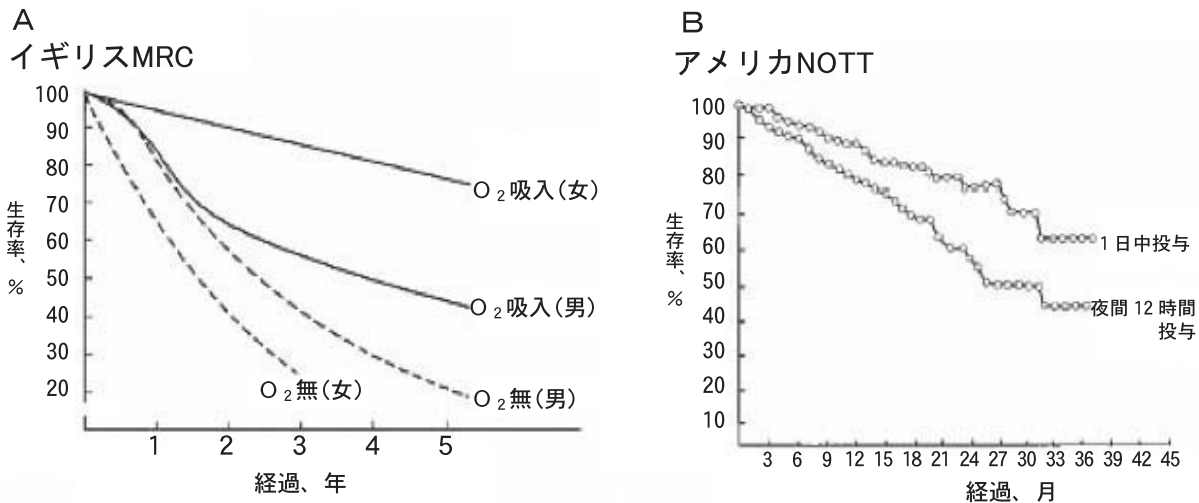 A
イギリスMRC
100
90
80
70
60
50
40
30
20
生存率、%
O₂吸入(女)
O₂吸入(男)
O₂無(女)
O₂無(男)
1 2 3 4 5
経過、年
B
アメリカNOTT
100
90
80
70
60
50
40
30
20
10
生存率、%
1日中投与
夜間12時間
投与
3 6 9 12 15 18 21 24 27 30 33 36 39 42 45
経過、月